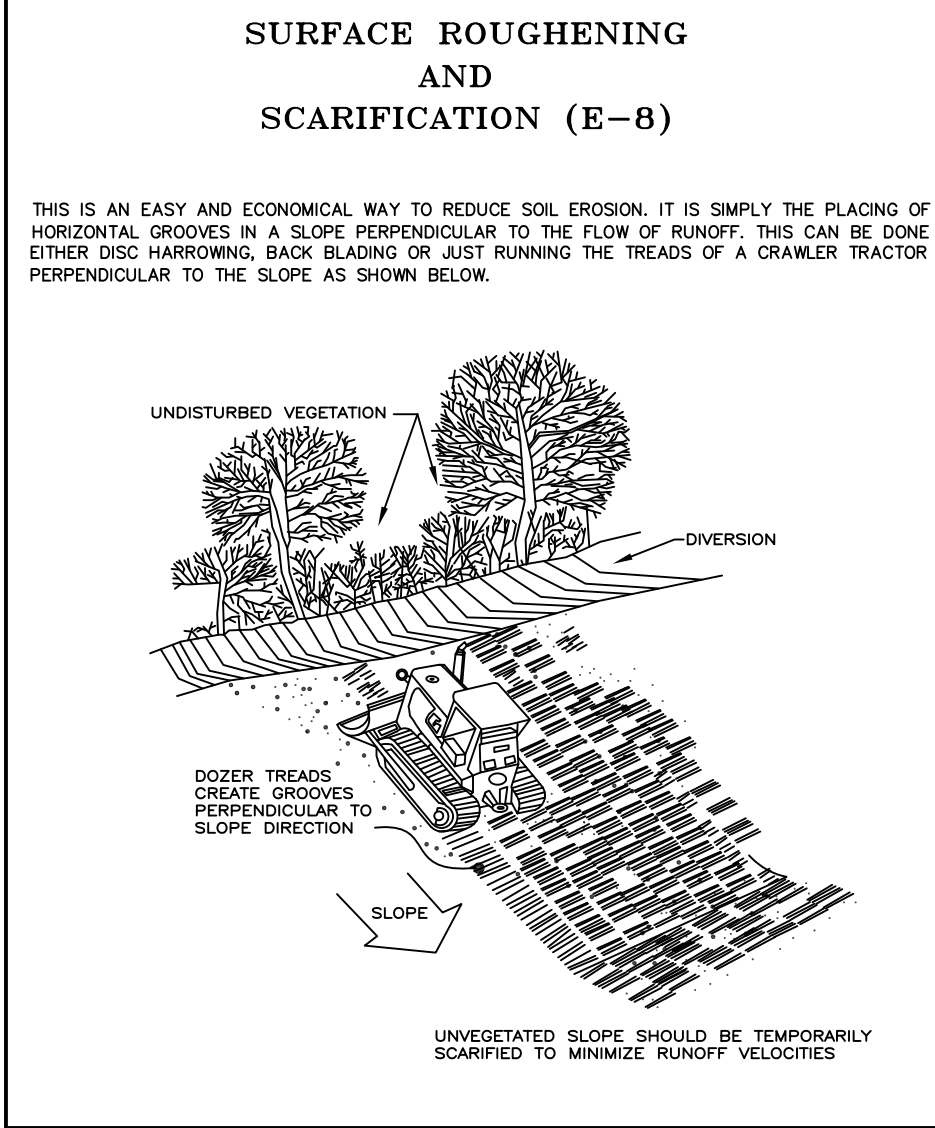 SURFACE ROUGHENING
AND
SCARIFICATION (E-8)
THIS IS AN EASY AND ECONOMICAL WAY TO REDUCE SOIL EROSION. IT IS SIMPLY THE PLACING OF
HORIZONTAL GROOVES IN A SLOPE PERPENDICULAR TO THE FLOW OF RUNOFF. THIS CAN BE DONE
EITHER DISC HARROWING, BACK BLADING OR JUST RUNNING THE TREADS OF A CRAWLER TRACTOR
PERPENDICULAR TO THE SLOPE AS SHOWN BELOW.
UNDISTURBED VEGETATION
DIVERSION
DOZER TREADS
CREATE GROOVES
PERPENDICULAR TO
SLOPE DIRECTION
SLOPE
UNVEGETATED SLOPE SHOULD BE TEMPORARILY
SCARIFIED TO MINIMIZE RUNOFF VELOCITIES